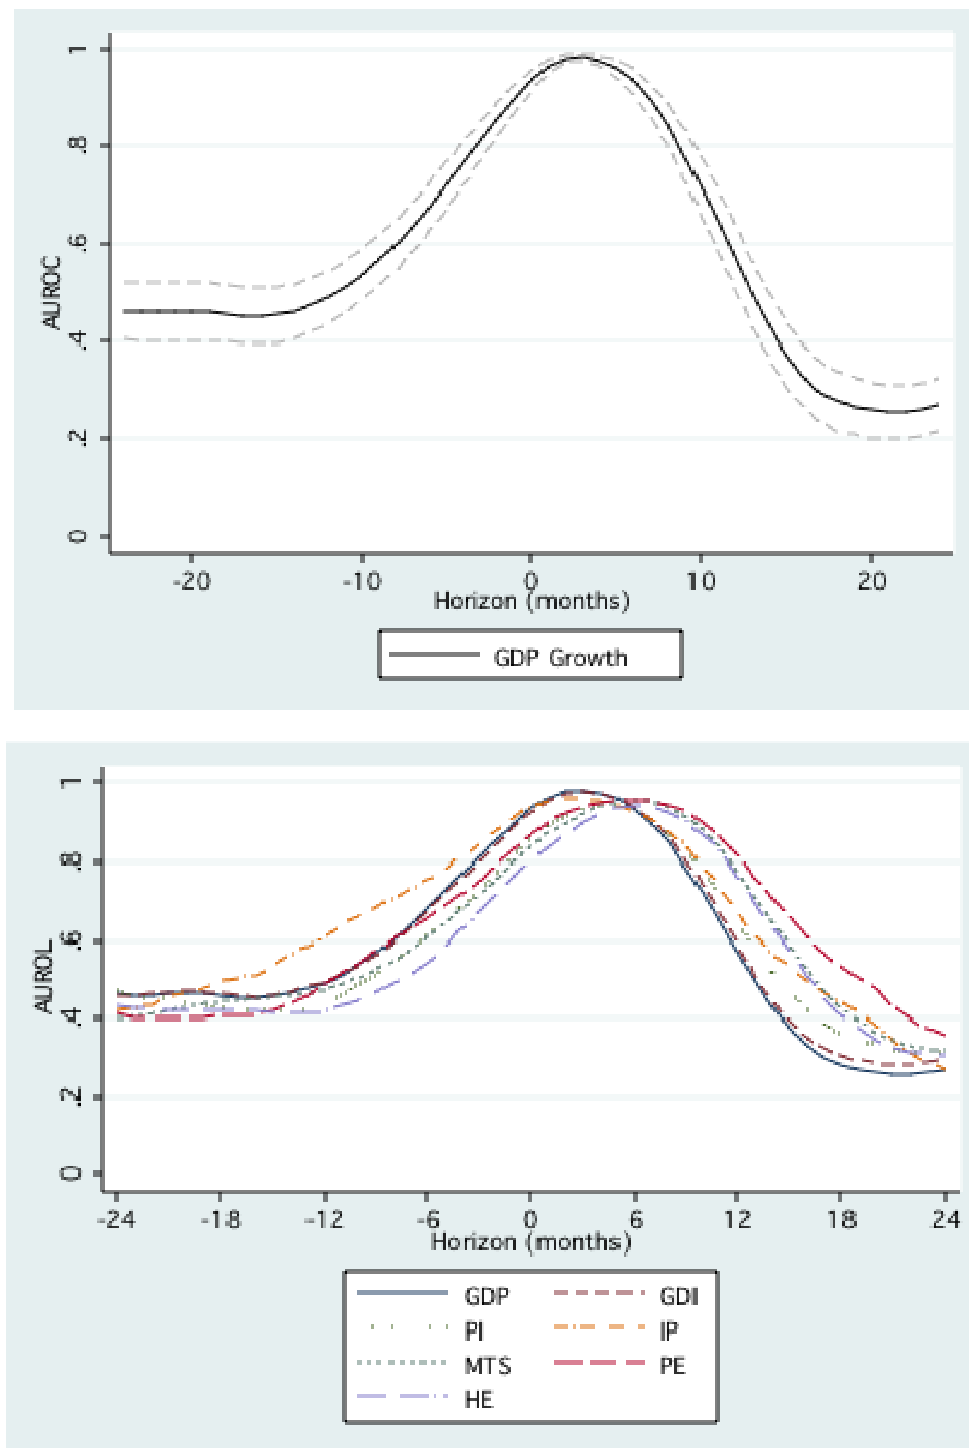 1
.8
.6
.4
.2
0
AUROC
-20 -10 0 10 20
Horizon (months)
GDP Growth
1
.8
.6
.4
.2
0
AUROL
-24 -18 -12 -6 0 6 12 18 24
Horizon (months)
GDP GDI
PI IP
MTS PE
HE